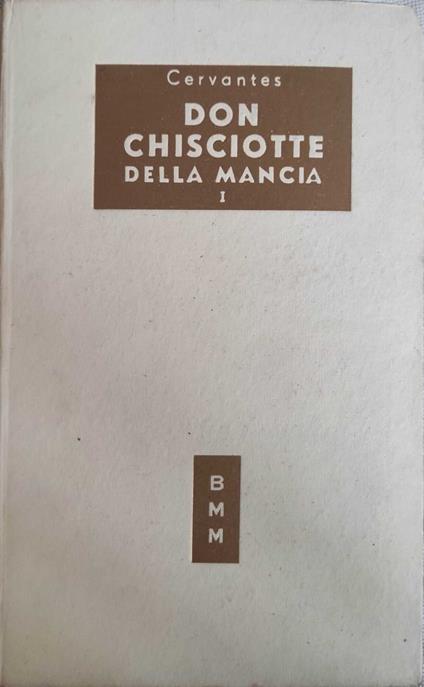 Cervantes
DON
CHISCIOTTE
DELLA MANCIA
I
B
M
M